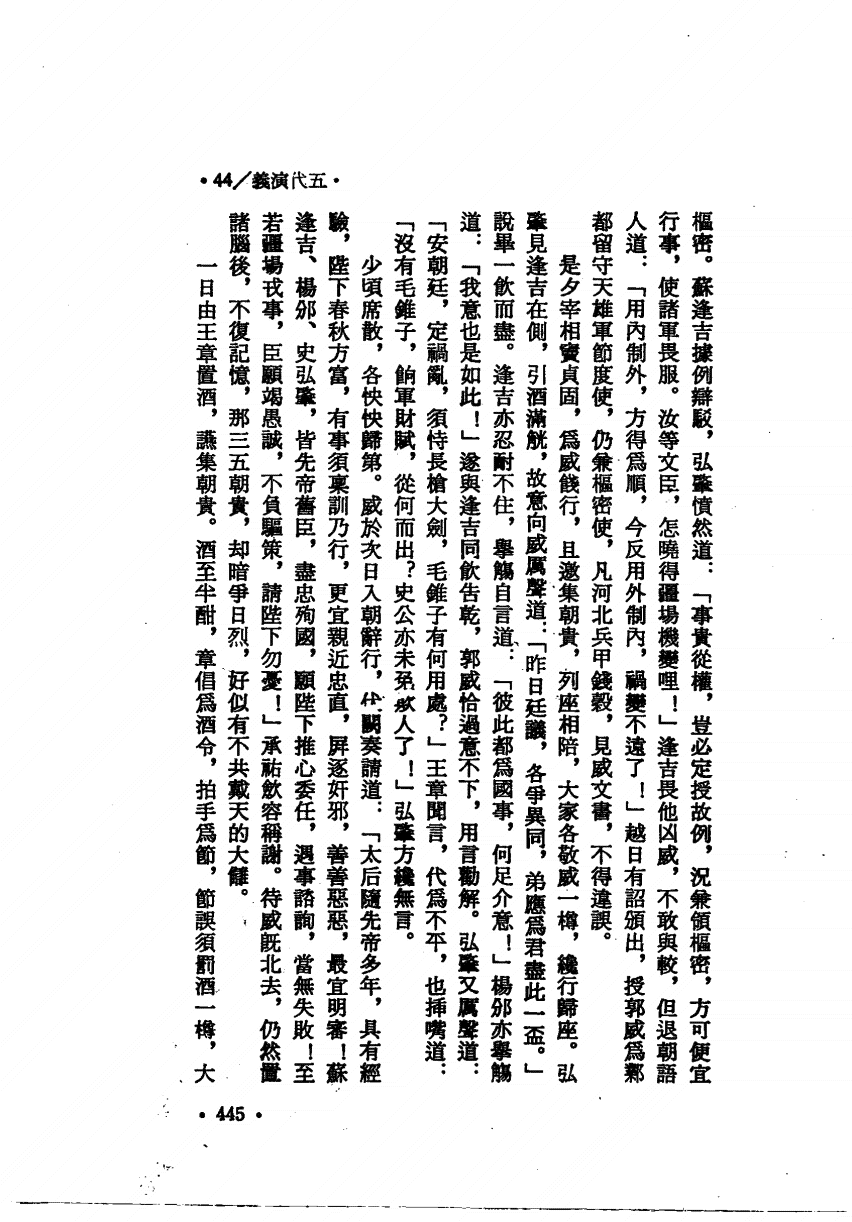 •44／義演代五•
樞密。蘇逢吉據例辯駁，弘肇憤然道：「事貴從權，豈必定授故例，況兼領樞密，方可便宜
行事，使諸軍畏服。汝等文臣，怎曉得疆場機變哩！」逢吉畏他凶威，不敢與較，但退朝語
人道：「用內制外，方得爲順，今反用外制內，禍變不遠了！」越日有詔頒出，授郭威爲鄴
都留守天雄軍節度使，仍兼樞密使，凡河北兵甲錢穀，見威文書，不得違誤。
是夕宰相竇貞固，爲威餞行，且邀集朝貴，列座相陪，大家各敬威一樽，纔行歸座。弘
肇見逢吉在側，引酒滿觥，故意向威厲聲道：「昨日廷議，各爭異同，弟應爲君盡此一盃。」
說畢一飲而盡。逢吉亦忍耐不住，舉觴自言道：「彼此都爲國事，何足介意！」楊邠亦舉觴
道：「我意也是如此！」遂與逢吉同飲告乾，郭威恰過意不下，用言勸解。弘肇又厲聲道：
「安朝廷，定禍亂，須恃長槍大劍，毛錐子有何用處？」王章聞言，代爲不平，也插嘴道：
「沒有毛錐子，餉軍財賦，從何而出？史公亦未免欺人了！」弘肇方纔無言。
少頃席散，各怏怏歸第。威於次日入朝辭行，伏闕奏請道：「太后隨先帝多年，具有經
驗，陛下春秋方富，有事須稟訓乃行，更宜親近忠直，屏逐奸邪，善善惡惡，最宜明審！蘇
逢吉、楊邠、史弘肇，皆先帝舊臣，盡忠殉國，願陛下推心委任，遇事諮詢，當無失敗！至
若疆場戎事，臣願竭愚誠，不負驅策，請陛下勿憂！」承祐斂容稱謝。待威旣北去，仍然置
諸腦後，不復記憶，那三五朝貴，却暗爭日烈，好似有不共戴天的大讎。
一日由王章置酒，讌集朝貴。酒至半酣，章倡爲酒令，拍手爲節，節誤須罰酒一樽，大
•445•